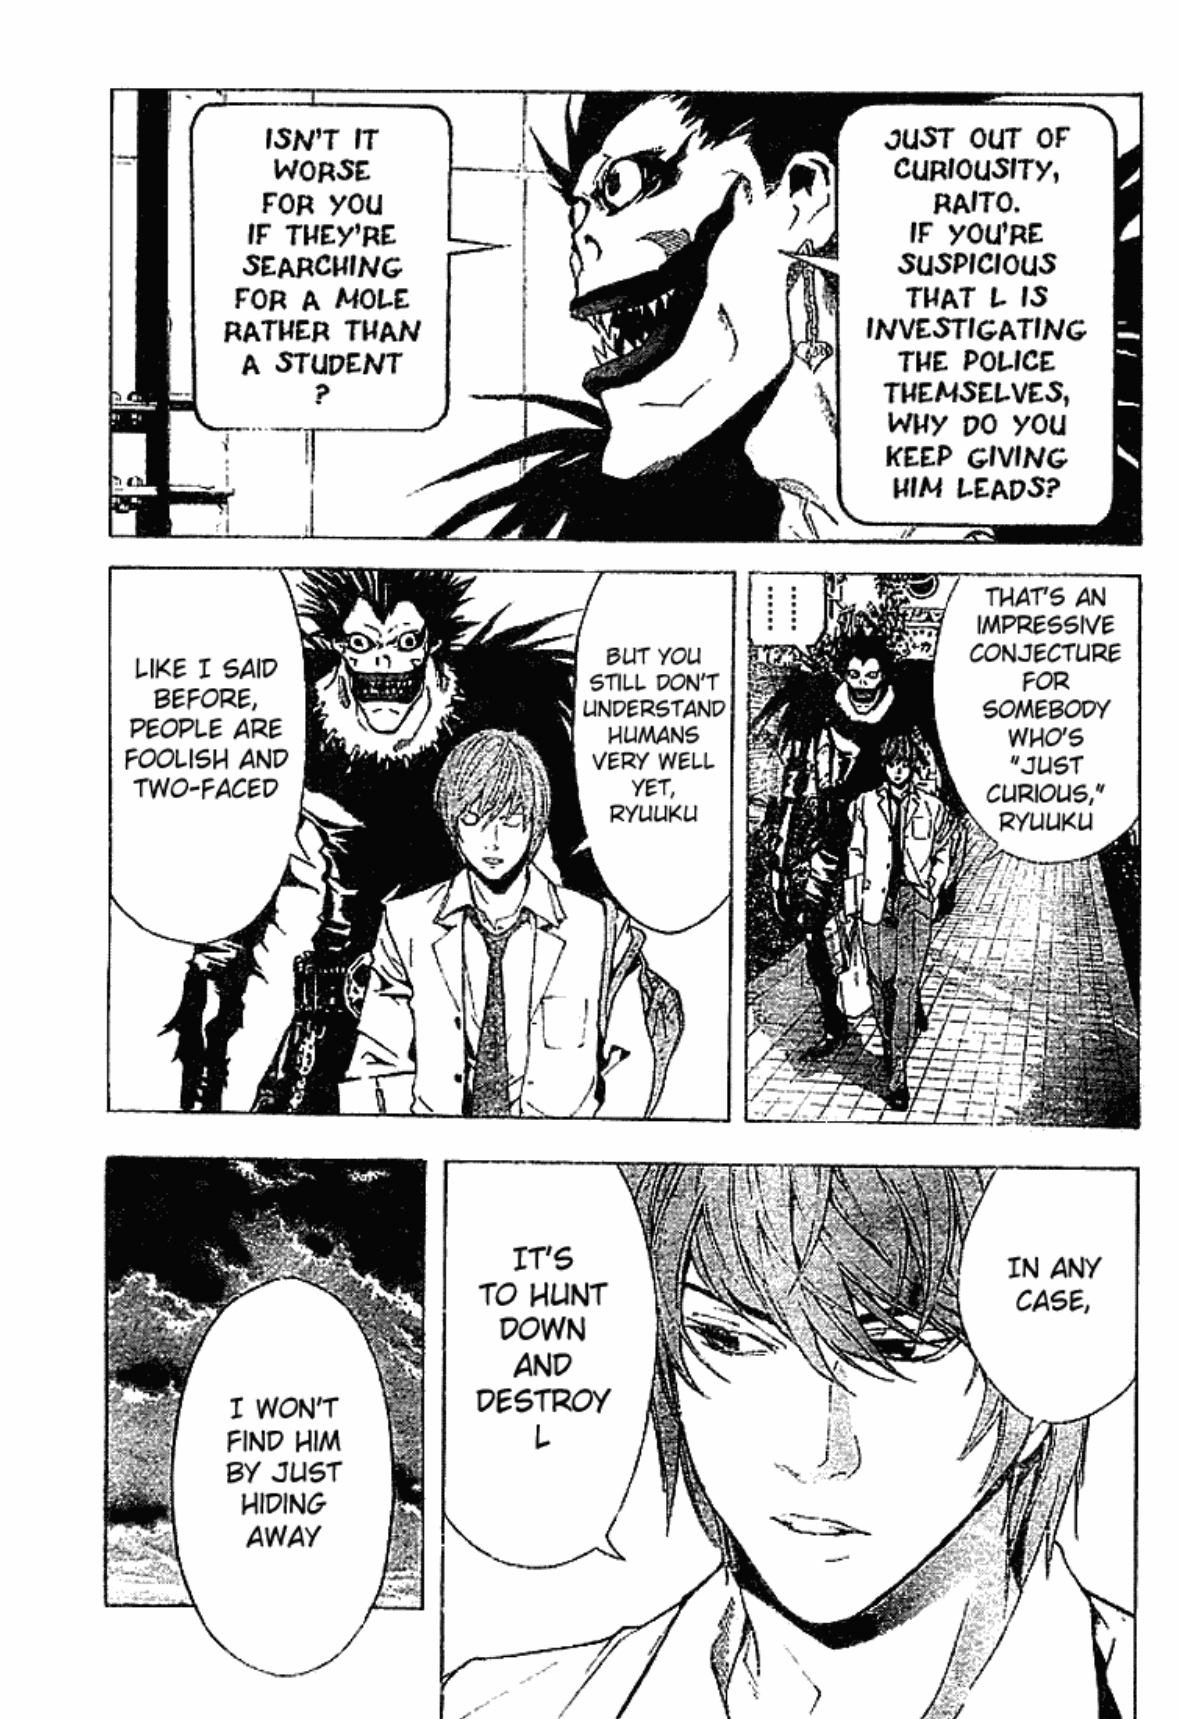 JUST OUT OF
CURIOUSITY,
RAITO.
IF YOU'RE
SUSPICIOUS
THAT L IS
INVESTIGATING
THE POLICE
THEMSELVES,
WHY DO YOU
KEEP GIVING
HIM LEADS?
ISN'T IT
WORSE
FOR YOU
IF THEY'RE
SEARCHING
FOR A MOLE
RATHER THAN
A STUDENT
?
THAT'S AN
IMPRESSIVE
CONJECTURE
FOR
SOMEBODY
WHO'S
"JUST
CURIOUS,"
RYUUKU
BUT YOU
STILL DON'T
UNDERSTAND
HUMANS
VERY WELL
YET,
RYUUKU
LIKE I SAID
BEFORE,
PEOPLE ARE
FOOLISH AND
TWO-FACED
IN ANY
CASE,
IT'S
TO HUNT
DOWN
AND
DESTROY
L
I WON'T
FIND HIM
BY JUST
HIDING
AWAY